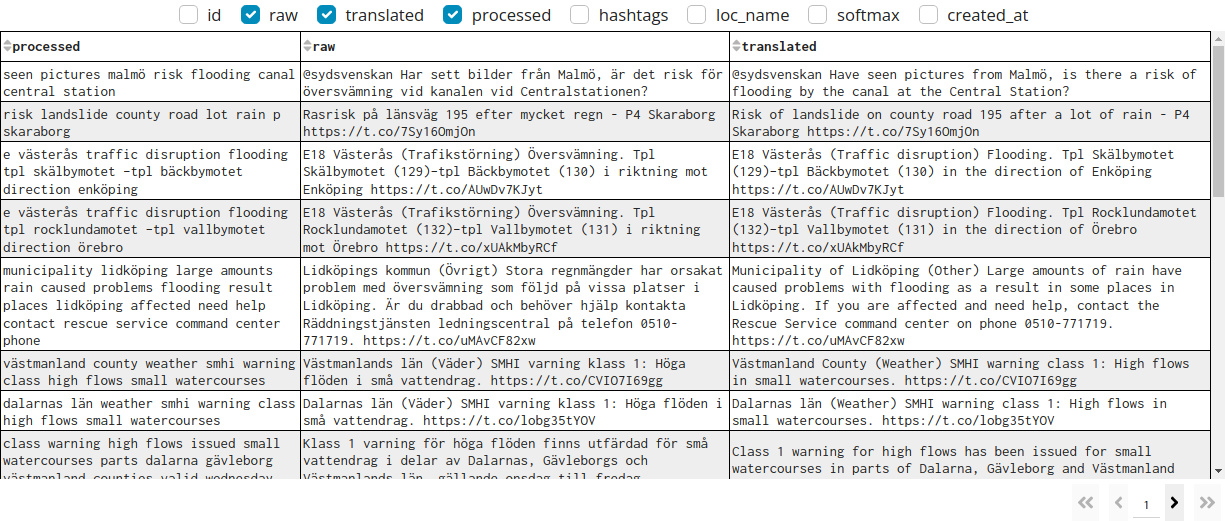 id raw translated processed hashtags loc_name softmax created_at
processed raw translated
seen pictures malmö risk flooding canal
central station
@sydsvenskan Har sett bilder från Malmö, är det risk för
översvämning vid kanalen vid Centralstationen?
@sydsvenskan Have seen pictures from Malmö, is there a risk of
flooding by the canal at the Central Station?
risk landslide county road lot rain p
skaraborg
Rasrisk på länsväg 195 efter mycket regn - P4 Skaraborg
https://t.co/7Sy16OmjOn
Risk of landslide on county road 195 after a lot of rain - P4
Skaraborg https://t.co/7Sy16OmjOn
e västerås traffic disruption flooding
tpl skälbymotet –tpl bäckbymotet
direction enköping
E18 Västerås (Trafikstörning) Översvämning. Tpl
Skälbymotet (129)-tpl Bäckbymotet (130) i riktning mot
Enköping https://t.co/AUwDv7KJyt
E18 Västerås (Traffic disruption) Flooding. Tpl Skälbymotet
(129)-tpl Bäckbymotet (130) in the direction of Enköping
https://t.co/AUwDv7KJyt
e västerås traffic disruption flooding
tpl rocklundamotet –tpl vallbymotet
direction örebro
E18 Västerås (Trafikstörning) Översvämning. Tpl
Rocklundamotet (132)-tpl Vallbymotet (131) i riktning
mot Örebro https://t.co/xUAkMbyRCf
E18 Västerås (Traffic disruption) Flooding. Tpl Rocklundamotet
(132)-tpl Vallbymotet (131) in the direction of Örebro
https://t.co/xUAkMbyRCf
municipality lidköping large amounts
rain caused problems flooding result
places lidköping affected need help
contact rescue service command center
phone
Lidköpings kommun (Övrigt) Stora regnmängder har orsakat
problem med översvämning som följd på vissa platser i
Lidköping. Är du drabbad och behöver hjälp kontakta
Räddningstjänsten ledningscentral på telefon 0510-
771719. https://t.co/uMAvCF82xw
Municipality of Lidköping (Other) Large amounts of rain have
caused problems with flooding as a result in some places in
Lidköping. If you are affected and need help, contact the
Rescue Service command center on phone 0510-771719.
https://t.co/uMAvCF82xw
västmanland county weather smhi warning
class high flows small watercourses
Västmanlands län (Väder) SMHI varning klass 1: Höga
flöden i små vattendrag. https://t.co/CVIO7I69gg
Västmanland County (Weather) SMHI warning class 1: High flows
in small watercourses. https://t.co/CVIO7I69gg
dalarnas län weather smhi warning class
high flows small watercourses
Dalarnas län (Väder) SMHI varning klass 1: Höga flöden i
små vattendrag. https://t.co/lobg35tYOV
Dalarnas län (Weather) SMHI warning class 1: High flows in
small watercourses. https://t.co/lobg35tYOV
class warning high flows issued small
watercourses parts dalarna gävleborg
västmanland counties valid wednesday
Klass 1 varning för höga flöden finns utfärdad för små
vattendrag i delar av Dalarnas, Gävleborgs och
Västmanlands län, gällande onsdag till fredag
Class 1 warning for high flows has been issued for small
watercourses in parts of Dalarna, Gävleborg and Västmanland
1